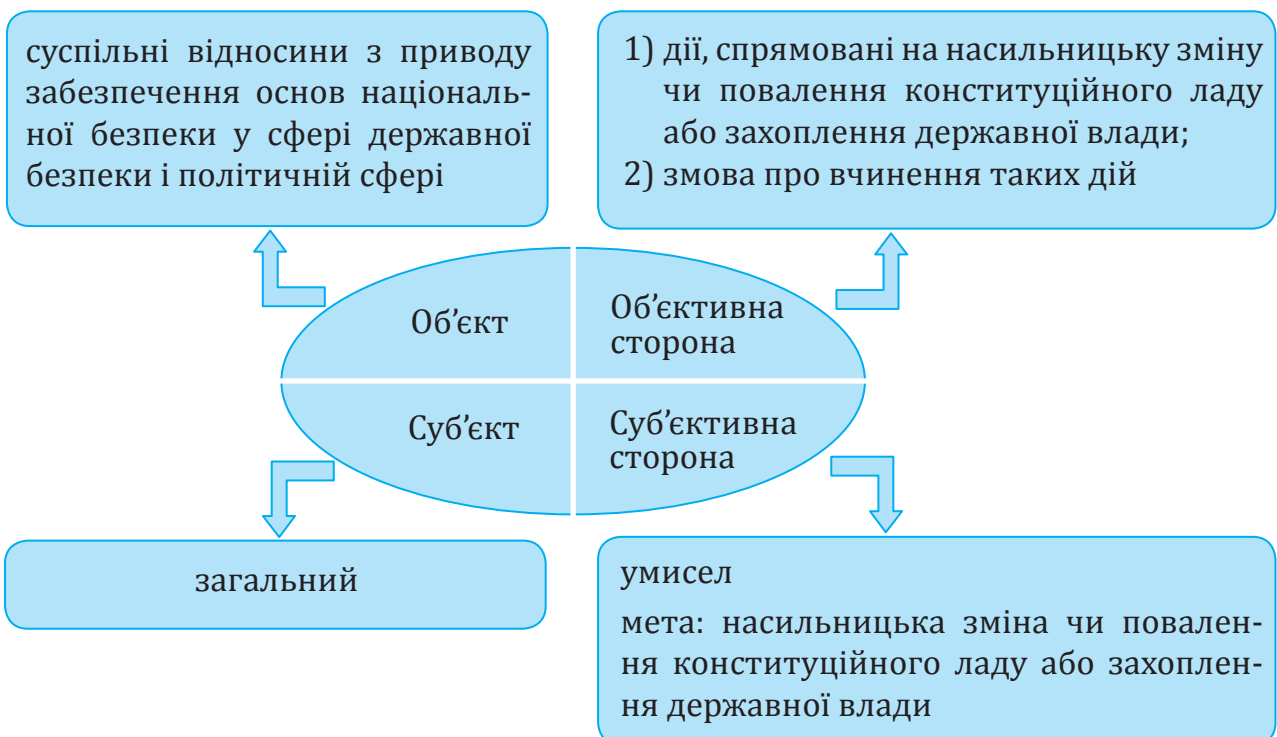 суспільні відносини з приводу
забезпечення основ національ-
ної безпеки у сфері державної
безпеки і політичній сфері
1) дії, спрямовані на насильницьку зміну
чи повалення конституційного ладу
або захоплення державної влади;
2) змова про вчинення таких дій
Об’єкт
Об’єктивна
сторона
Суб’єкт
Суб’єктивна
сторона
загальний
умисел
мета: насильницька зміна чи повален-
ня конституційного ладу або захоплен-
ня державної влади